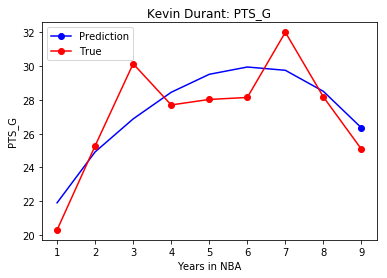 Kevin Durant: PTS_G
Prediction
True
PTS_G
32
30
28
26
24
22
20
1 2 3 4 5 6 7 8 9
Years in NBA